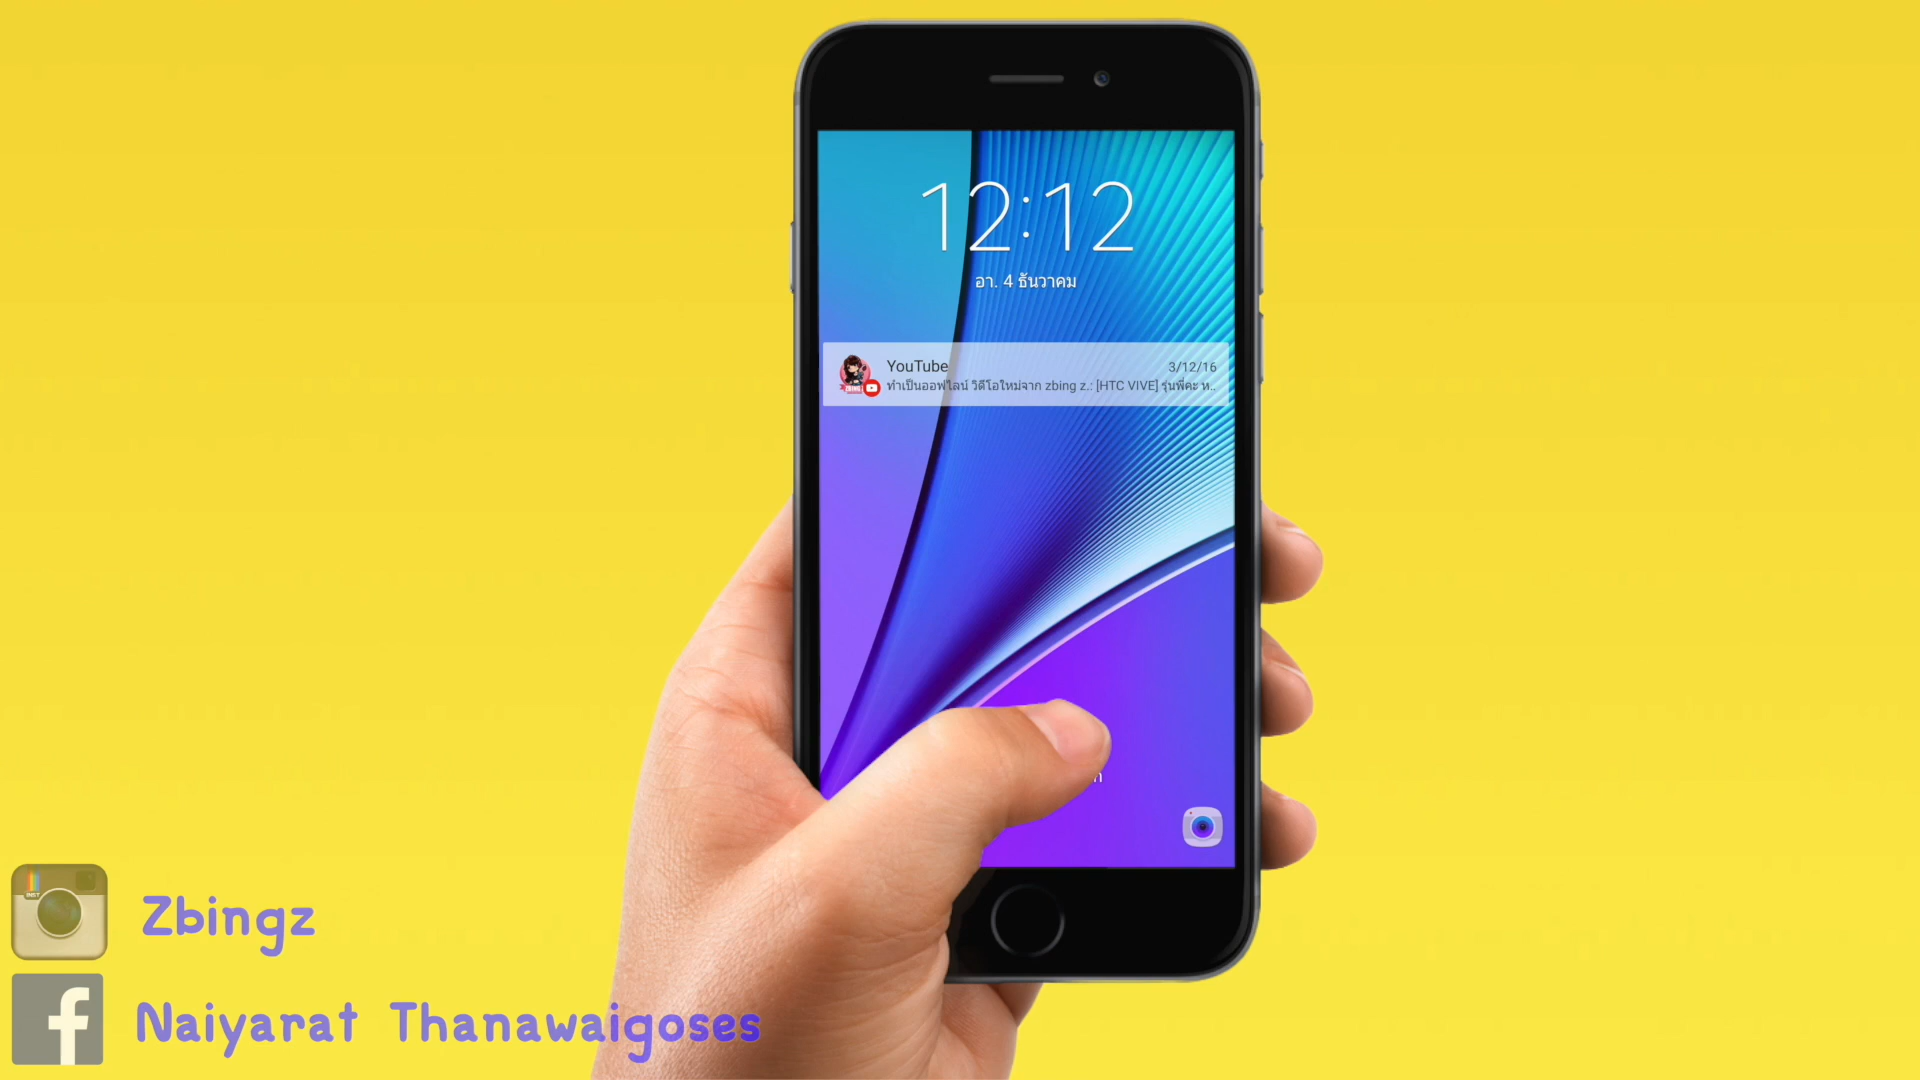 12:12
อา. 4 ธันวาคม
YouTube 3/12/16
ทำเป็นออฟไลน์ วิดีโอใหม่จาก zbing z.: [HTC VIVE] รุ่นพี่คะ ห..
Zbingz
Naiyarat Thanawaigoses